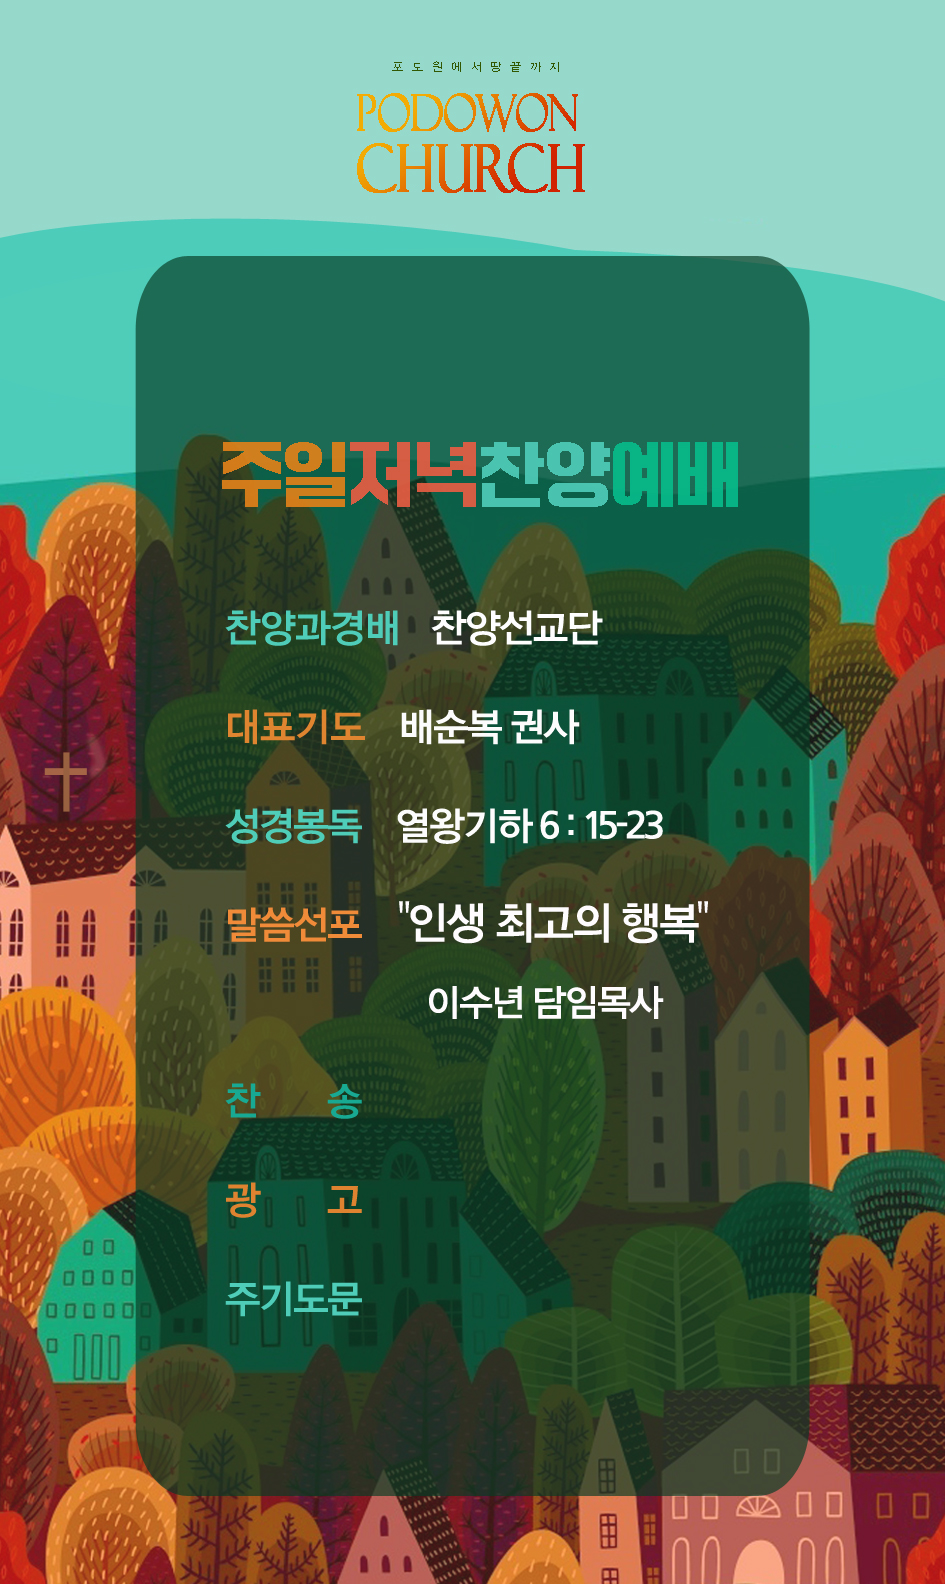 포도원에서땅끝까지
PODOWON
CHURCH
주일저녁찬양예배
찬양과경배 찬양선교단
대표기도 배순복 권사
성경봉독 열왕기하 6 : 15-23
말씀선포 "인생 최고의 행복"
이수년 담임목사
찬 송
광 고
주기도문